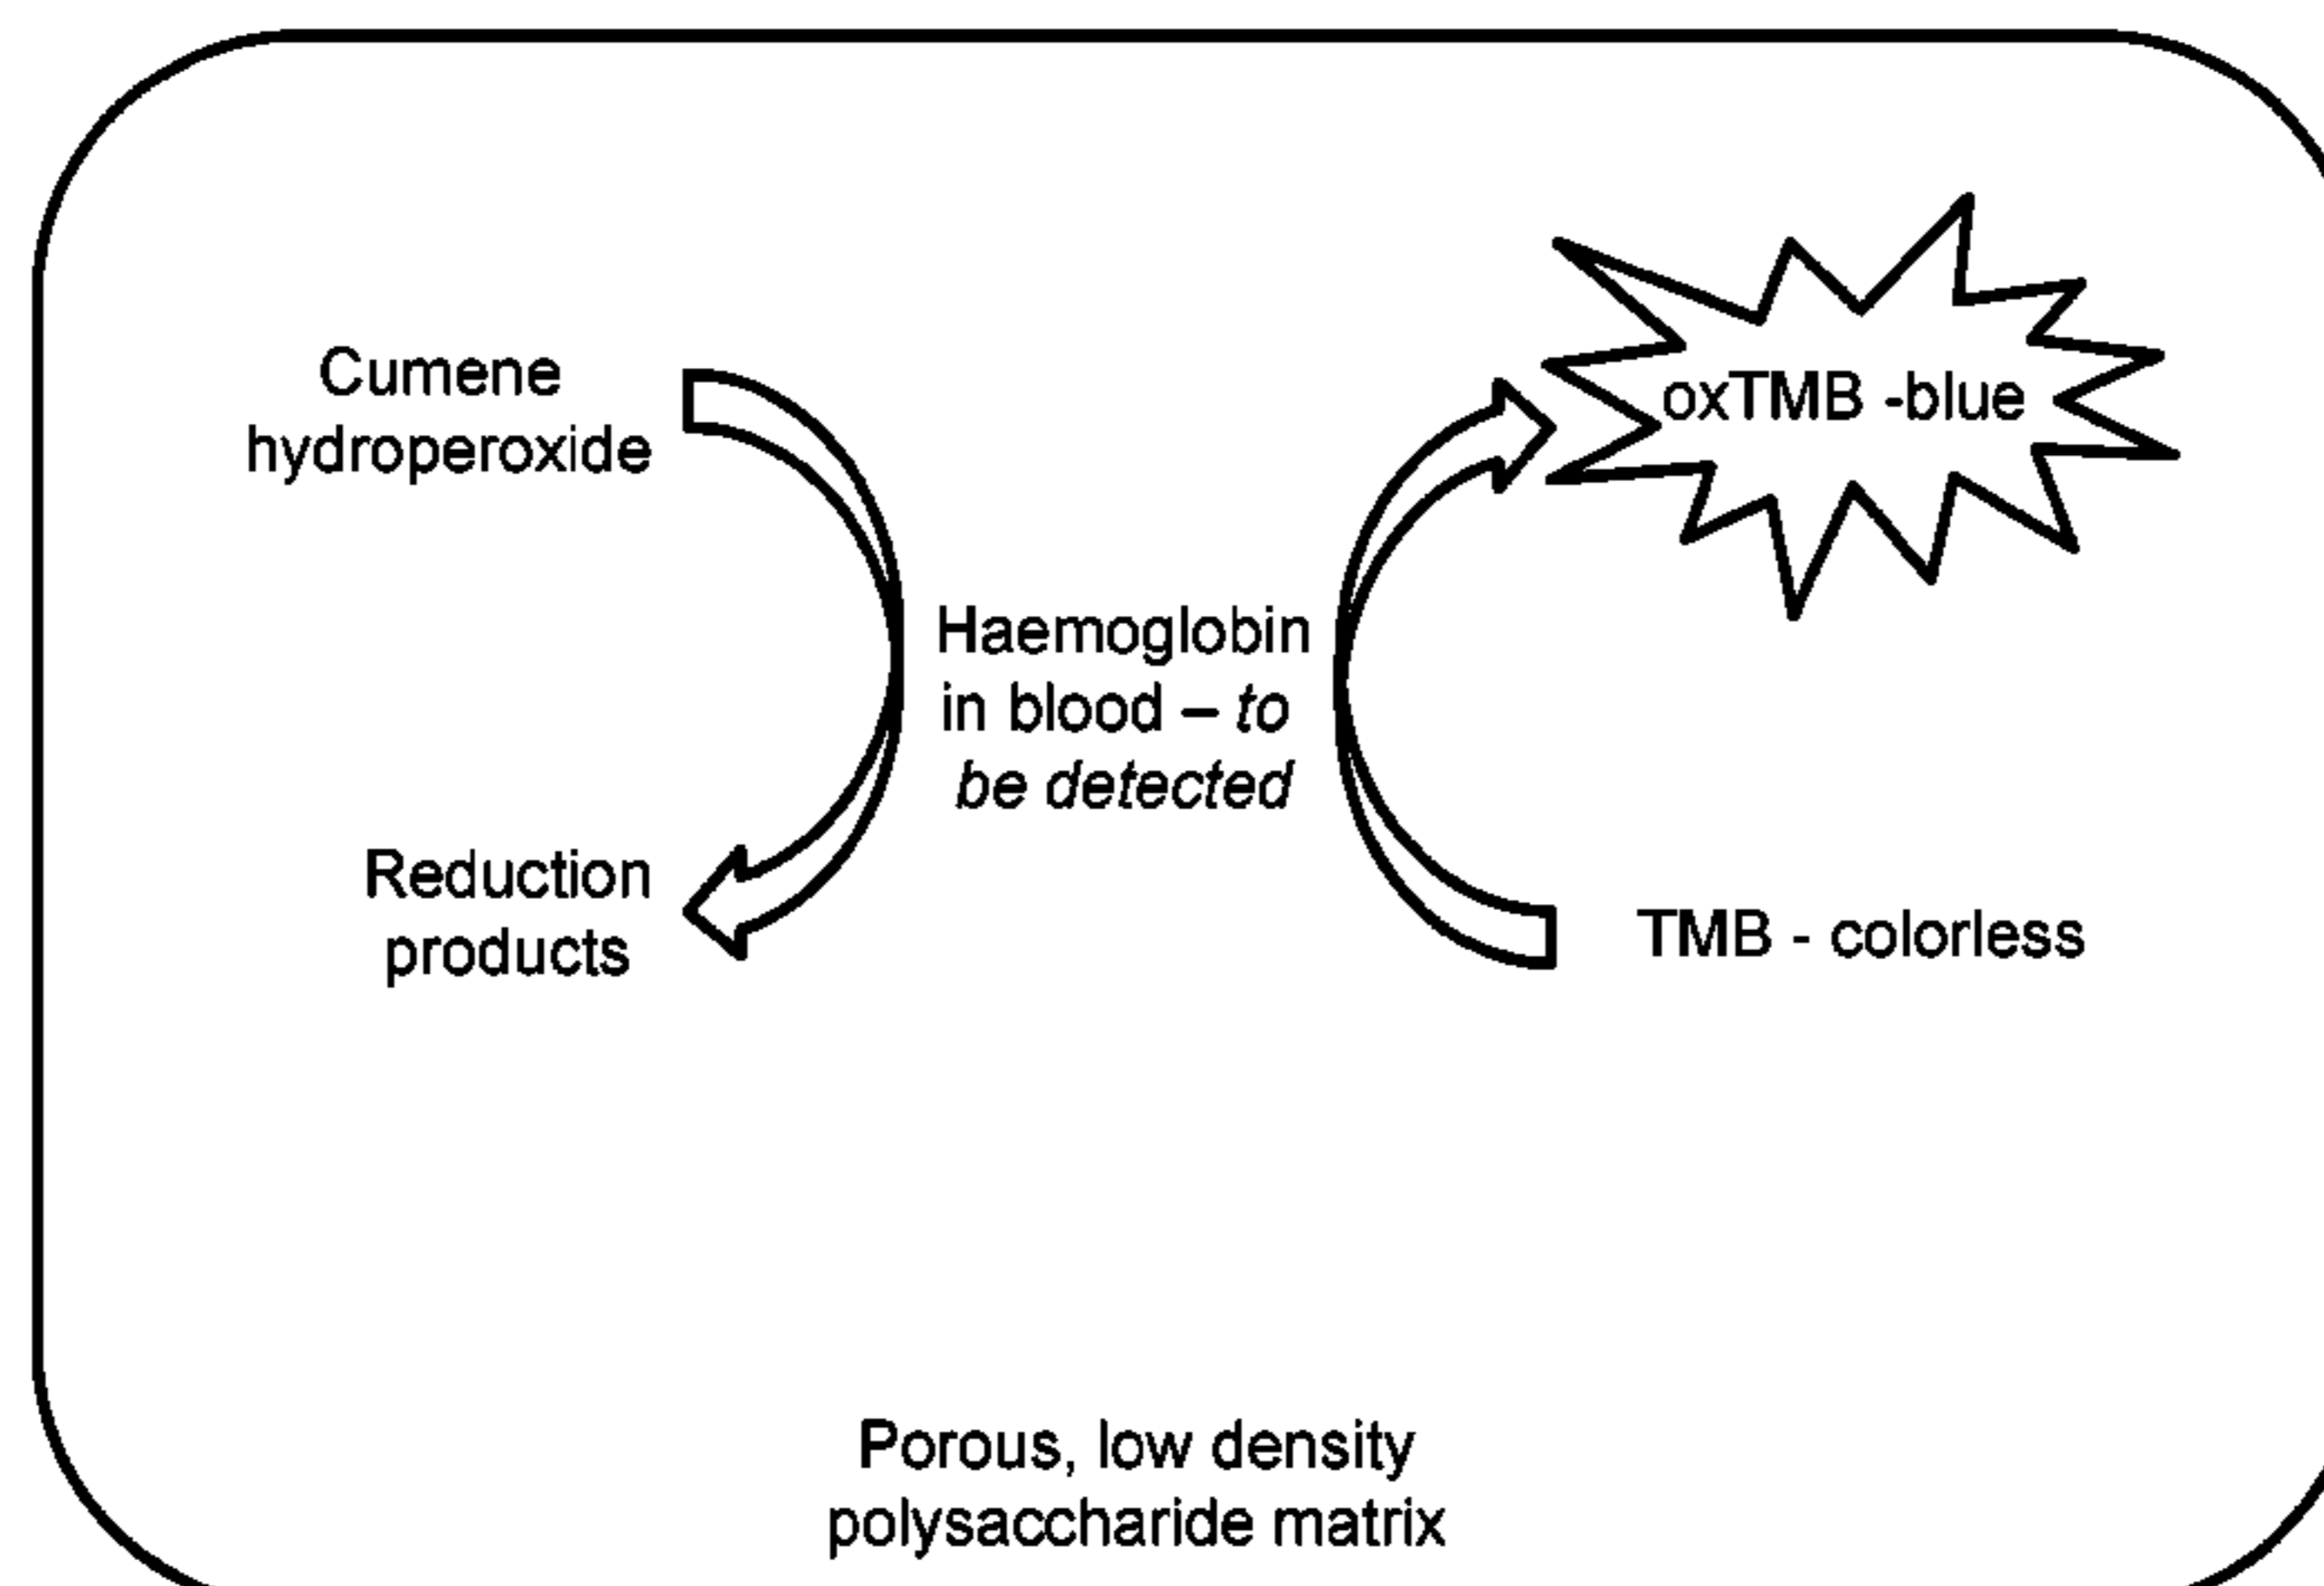 Cumene
hydroperoxide
oxTMB -blue
Haemoglobin
in blood – to
be detected
Reduction
products
TMB - colorless
Porous, low density
polysaccharide matrix